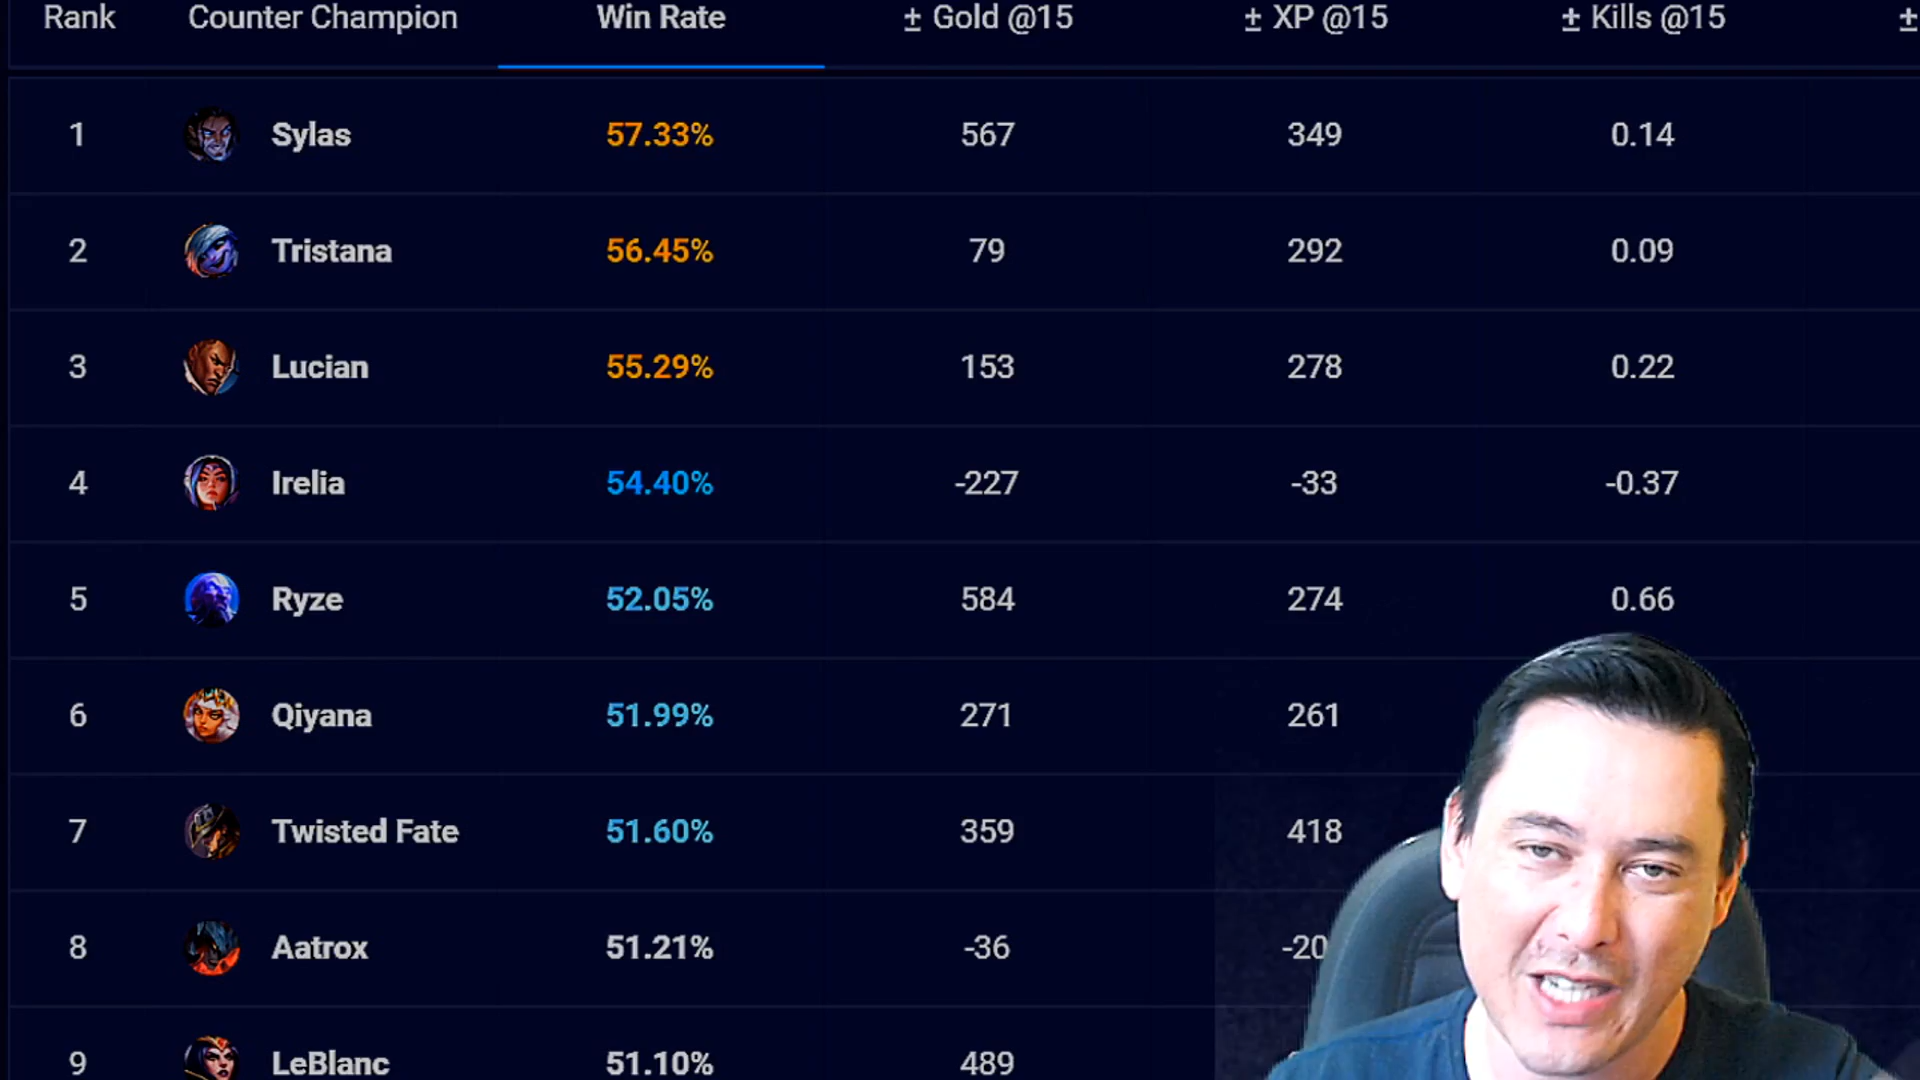 Rank Counter Champion Win Rate ± Gold @15 ± XP @15 ± Kills @15 ±
1 Sylas 57.33% 567 349 0.14
2 Tristana 56.45% 79 292 0.09
3 Lucian 55.29% 153 278 0.22
4 Irelia 54.40% -227 -33 -0.37
5 Ryze 52.05% 584 274 0.66
6 Qiyana 51.99% 271 261
7 Twisted Fate 51.60% 359 418
8 Aatrox 51.21% -36 -20
9 LeBlanc 51.10% 489